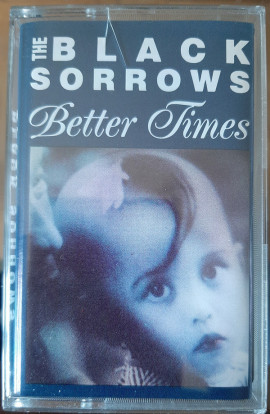 THE BLACK
SORROWS
Better Times